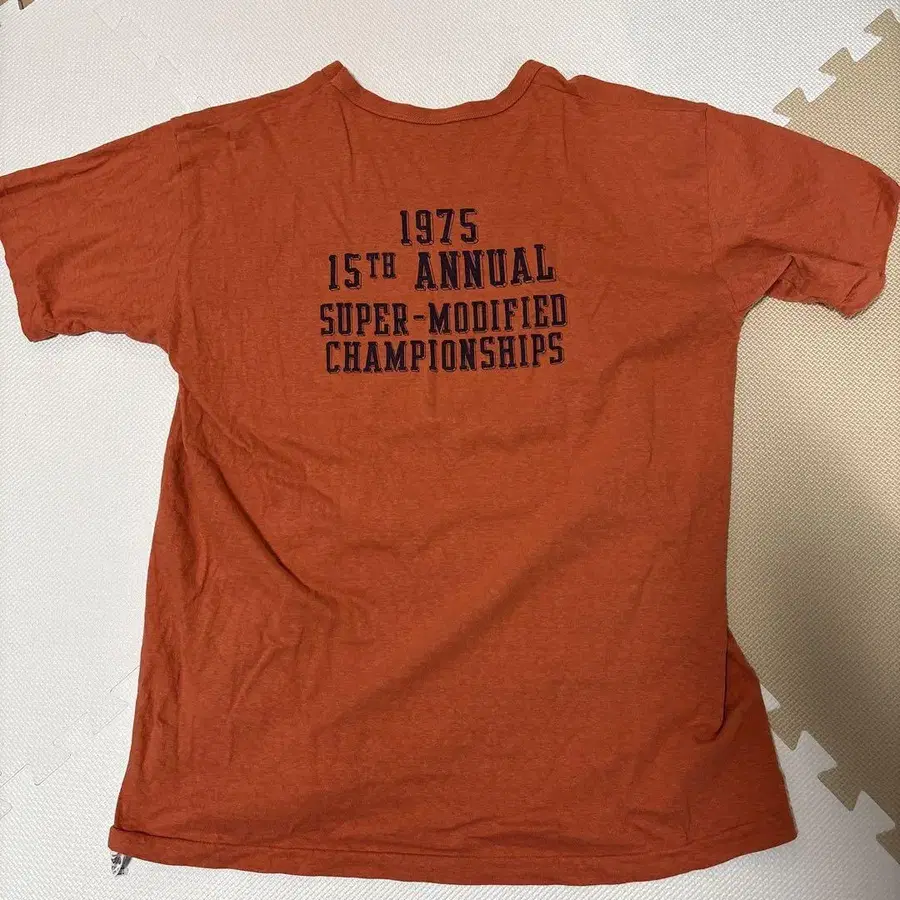 1975
15TH ANNUAL
SUPER-MODIFIED
CHAMPIONSHIPS